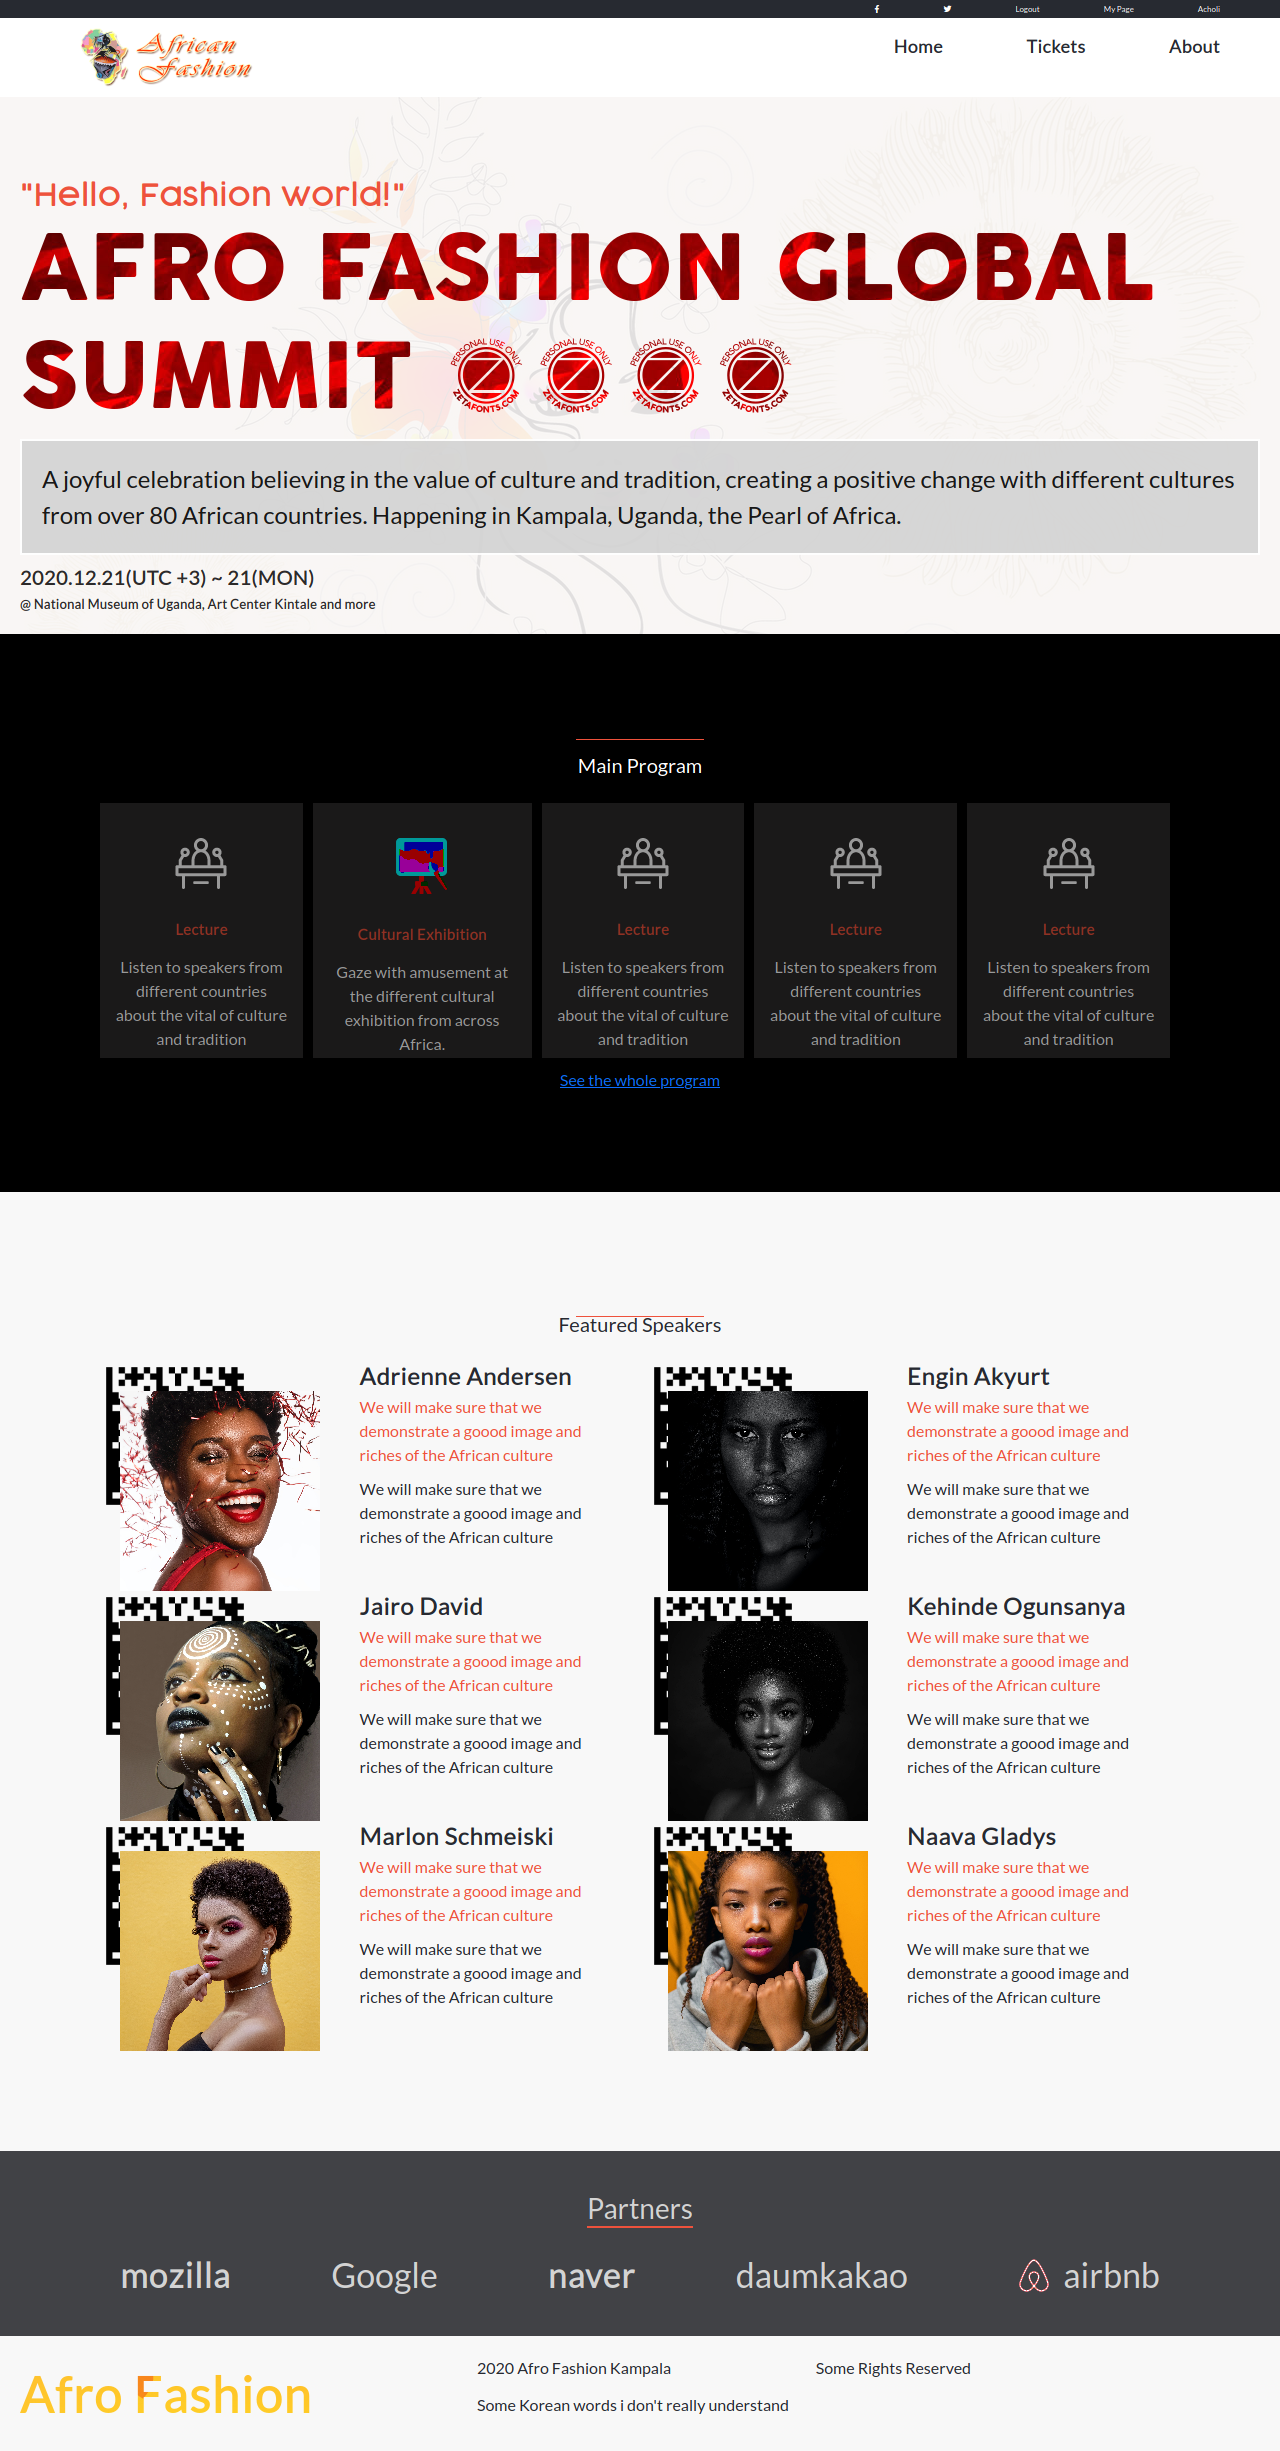 Logout
My Page
Acholi
African
Fashion
Home
Tickets
About
"Hello, Fashion world!"
AFRO FASHION GLOBAL
SUMMIT
PERSONAL USE ONLY ZETAFONTS.COM
PERSONAL USE ONLY ZETAFONTS.COM
PERSONAL USE ONLY ZETAFONTS.COM
PERSONAL USE ONLY ZETAFONTS.COM
A joyful celebration believing in the value of culture and tradition, creating a positive change with different cultures
from over 80 African countries. Happening in Kampala, Uganda, the Pearl of Africa.
2020.12.21(UTC +3) ~ 21(MON)
@ National Museum of Uganda, Art Center Kintale and more
Main Program
Lecture
Listen to speakers from
different countries
about the vital of culture
and tradition
Cultural Exhibition
Gaze with amusement at
the different cultural
exhibition from across
Africa.
Lecture
Listen to speakers from
different countries
about the vital of culture
and tradition
Lecture
Listen to speakers from
different countries
about the vital of culture
and tradition
Lecture
Listen to speakers from
different countries
about the vital of culture
and tradition
See the whole program
Featured Speakers
Adrienne Andersen
We will make sure that we
demonstrate a goood image and
riches of the African culture
We will make sure that we
demonstrate a goood image and
riches of the African culture
Engin Akyurt
We will make sure that we
demonstrate a goood image and
riches of the African culture
We will make sure that we
demonstrate a goood image and
riches of the African culture
Jairo David
We will make sure that we
demonstrate a goood image and
riches of the African culture
We will make sure that we
demonstrate a goood image and
riches of the African culture
Kehinde Ogunsanya
We will make sure that we
demonstrate a goood image and
riches of the African culture
We will make sure that we
demonstrate a goood image and
riches of the African culture
Marlon Schmeiski
We will make sure that we
demonstrate a goood image and
riches of the African culture
We will make sure that we
demonstrate a goood image and
riches of the African culture
Naava Gladys
We will make sure that we
demonstrate a goood image and
riches of the African culture
We will make sure that we
demonstrate a goood image and
riches of the African culture
Partners
mozilla
Google
naver
daumkakao
airbnb
Afro Fashion
2020 Afro Fashion Kampala
Some Korean words i don't really understand
Some Rights Reserved